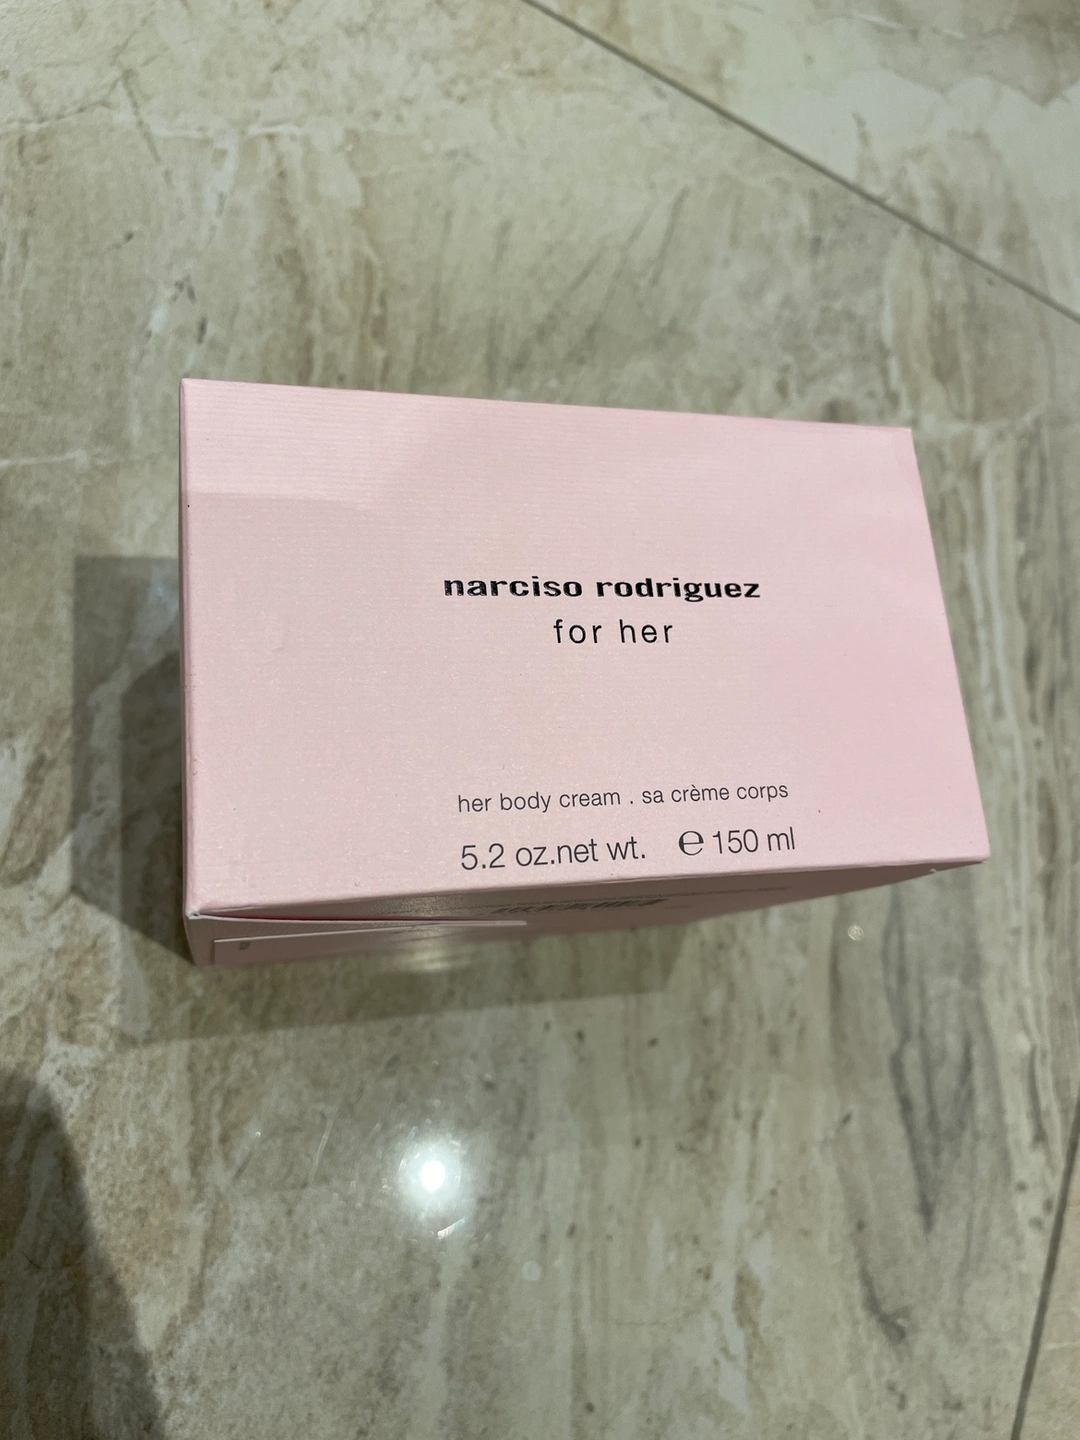 narciso rodriguez
for her
her body cream . sa crème corps
5.2 oz.net wt. ℮ 150 ml